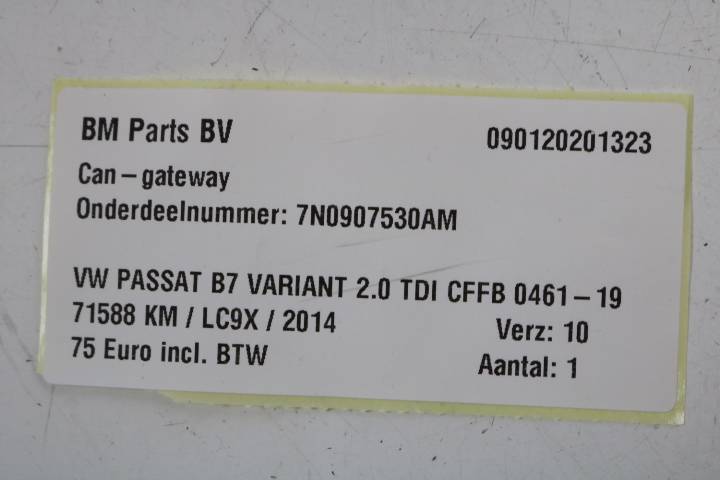 BM Parts BV 090120201323
Can-gateway
Onderdeelnummer: 7N0907530AM
VW PASSAT B7 VARIANT 2.0 TDI CFFB 0461-19
71588 KM / LC9X / 2014 Verz: 10
75 Euro incl. BTW Aantal: 1